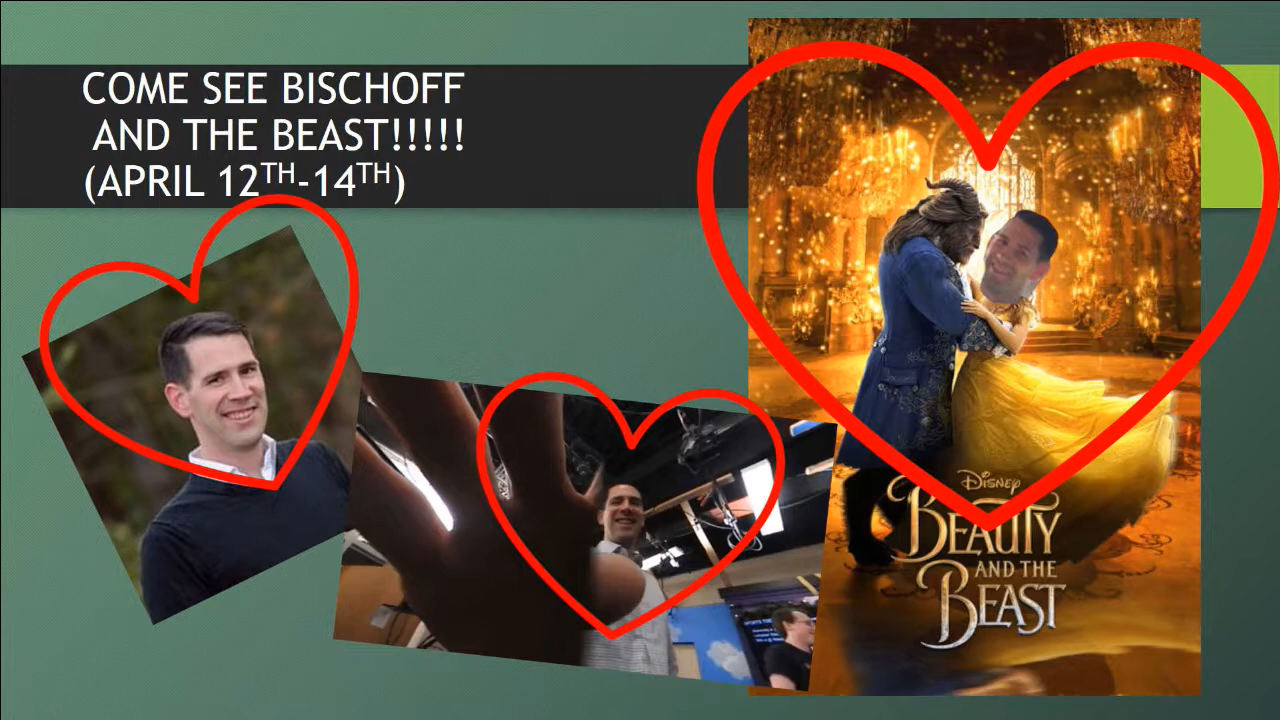 COME SEE BISCHOFF
AND THE BEAST!!!!!
(APRIL 12TH-14TH)
DISNEY
BEAUTY
AND THE
BEAST